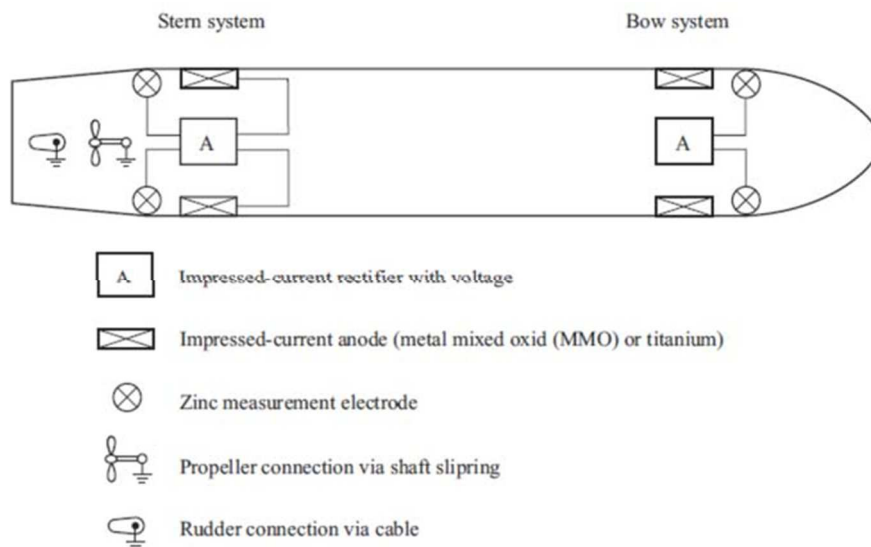 Stern system
Bow system
A
A
A
Impressed-current rectifier with voltage
Impressed-current anode (metal mixed oxid (MMO) or titanium)
Zinc measurement electrode
Propeller connection via shaft slipring
Rudder connection via cable